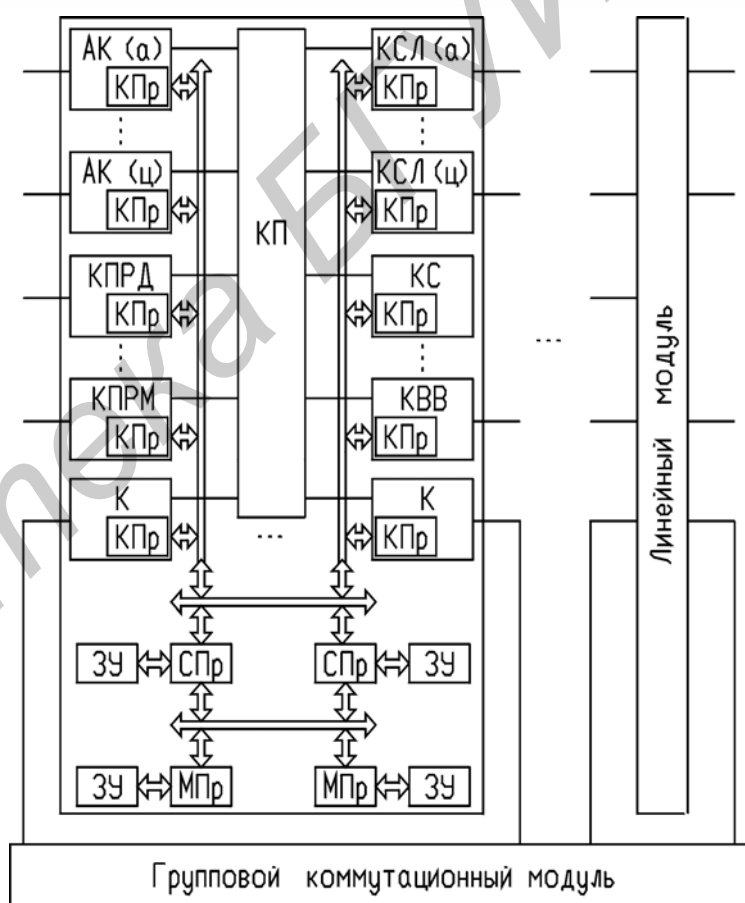 АК (а)
КПр
АК (ц)
КПр
КПРД
КПр
КПРМ
КПр
К
КПр
КП
...
КСЛ (а)
КПр
КСЛ (ц)
КПр
КС
КПр
КВВ
КПр
К
КПр
...
Линейный модуль
ЗУ
СПр
СПр
ЗУ
ЗУ
МПр
МПр
ЗУ
Групповой коммутационный модуль